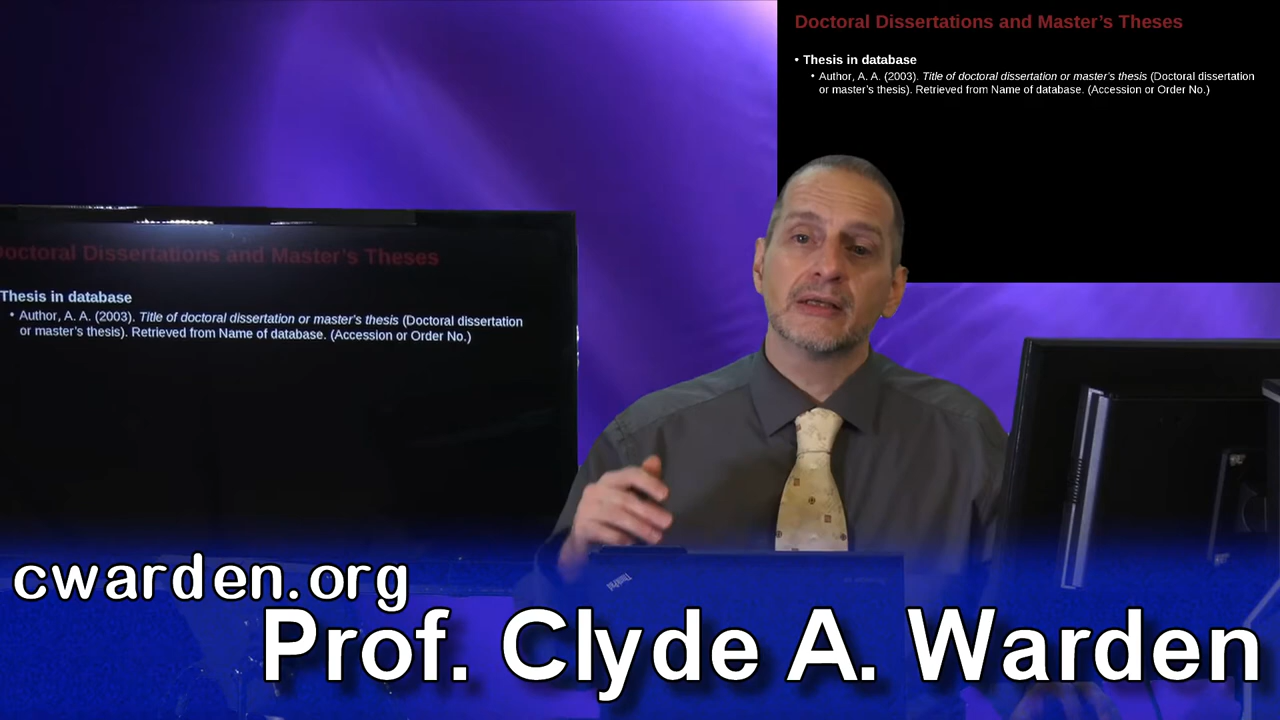 Doctoral Dissertations and Master's Theses
• Thesis in database
• Author, A. A. (2003). Title of doctoral dissertation or master's thesis (Doctoral dissertation
or master's thesis). Retrieved from Name of database. (Accession or Order No.)
Doctoral Dissertations and Master's Theses
Thesis in database
• Author, A. A. (2003). Title of doctoral dissertation or master's thesis (Doctoral dissertation
or master's thesis). Retrieved from Name of database. (Accession or Order No.)
ThinkPad
cwarden.org
Prof. Clyde A. Warden